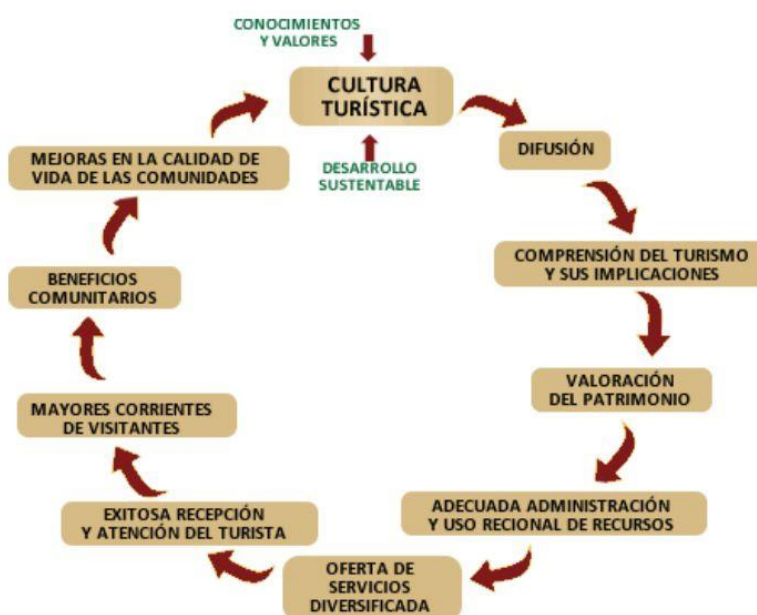 CONOCIMIENTOS
Y VALORES
CULTURA
TURÍSTICA
DESARROLLO
SUSTENTABLE
DIFUSIÓN
COMPRENSIÓN DEL TURISMO
Y SUS IMPLICACIONES
VALORACIÓN
DEL PATRIMONIO
ADECUADA ADMINISTRACIÓN
Y USO RECIONAL DE RECURSOS
OFERTA DE
SERVICIOS
DIVERSIFICADA
EXITOSA RECEPCIÓN
Y ATENCIÓN DEL TURISTA
MAYORES CORRIENTES
DE VISITANTES
BENEFICIOS
COMUNITARIOS
MEJORAS EN LA CALIDAD DE
VIDA DE LAS COMUNIDADES